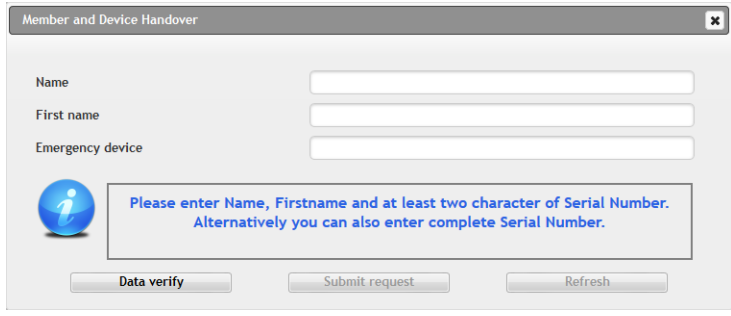 Member and Device Handover
Name
First name
Emergency device
Please enter Name, Firstname and at least two character of Serial Number.
Alternatively you can also enter complete Serial Number.
Data verify
Submit request
Refresh